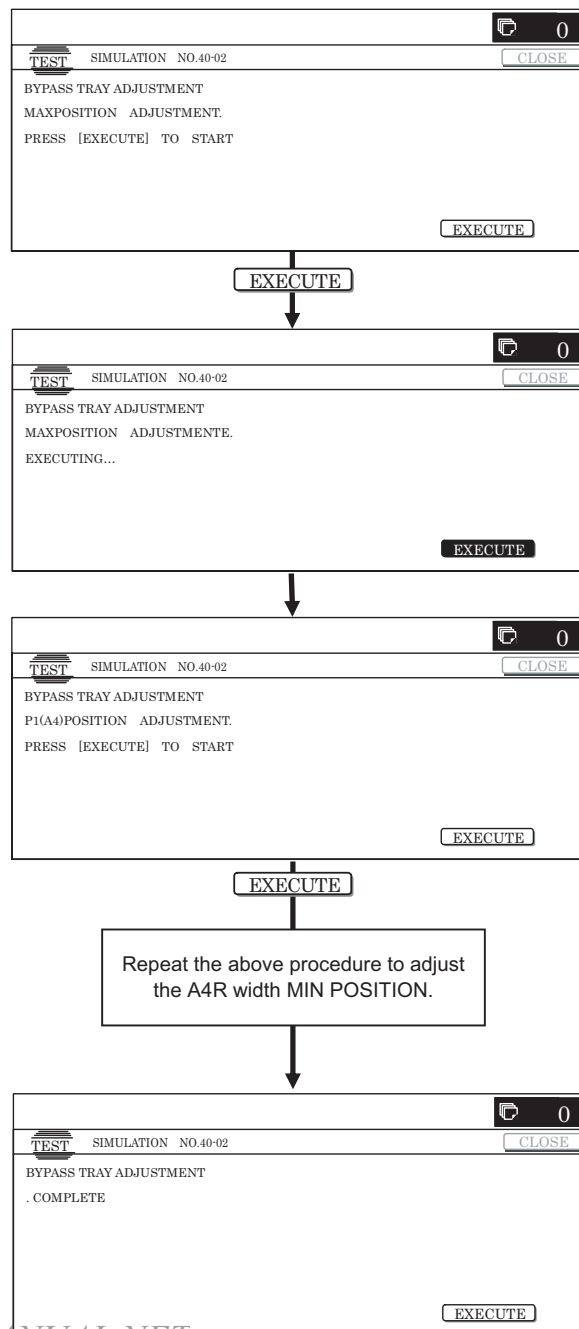 0
TEST SIMULATION NO.40-02 CLOSE
BYPASS TRAY ADJUSTMENT
MAXPOSITION ADJUSTMENT.
PRESS [EXECUTE] TO START
EXECUTE
EXECUTE
0
TEST SIMULATION NO.40-02 CLOSE
BYPASS TRAY ADJUSTMENT
MAXPOSITION ADJUSTMENTE.
EXECUTING...
EXECUTE
0
TEST SIMULATION NO.40-02 CLOSE
BYPASS TRAY ADJUSTMENT
P1(A4)POSITION ADJUSTMENT.
PRESS [EXECUTE] TO START
EXECUTE
EXECUTE
Repeat the above procedure to adjust
the A4R width MIN POSITION.
0
TEST SIMULATION NO.40-02 CLOSE
BYPASS TRAY ADJUSTMENT
. COMPLETE
EXECUTE